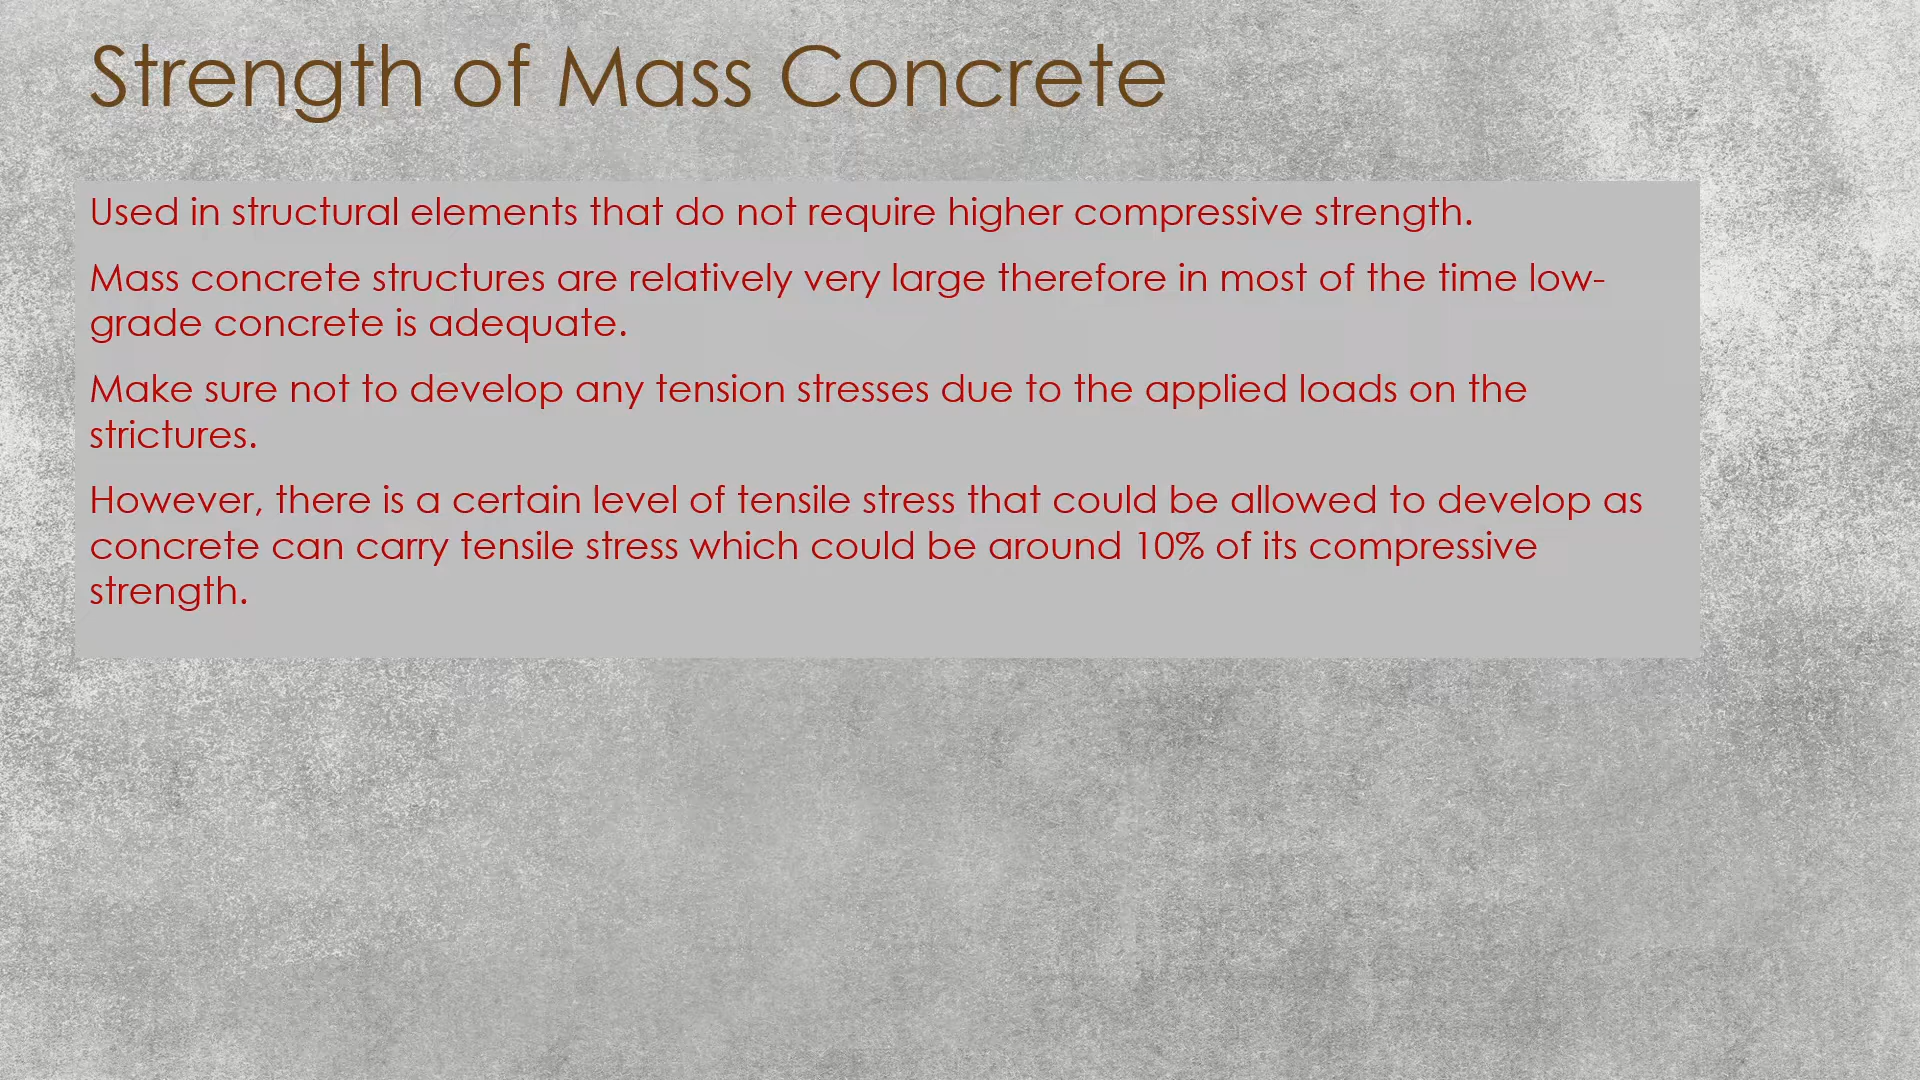 Strength of Mass Concrete
Used in structural elements that do not require higher compressive strength.
Mass concrete structures are relatively very large therefore in most of the time low-
grade concrete is adequate.
Make sure not to develop any tension stresses due to the applied loads on the
strictures.
However, there is a certain level of tensile stress that could be allowed to develop as
concrete can carry tensile stress which could be around 10% of its compressive
strength.